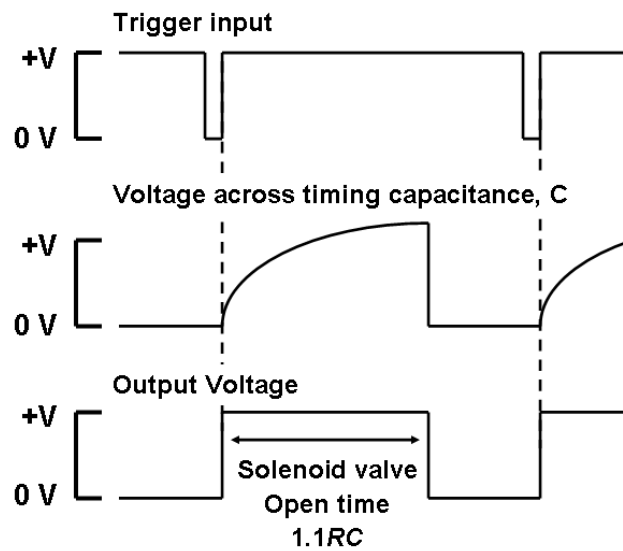 Trigger input
+V
0 V
Voltage across timing capacitance, C
+V
0 V
Output Voltage
+V
0 V
Solenoid valve
Open time
1.1RC